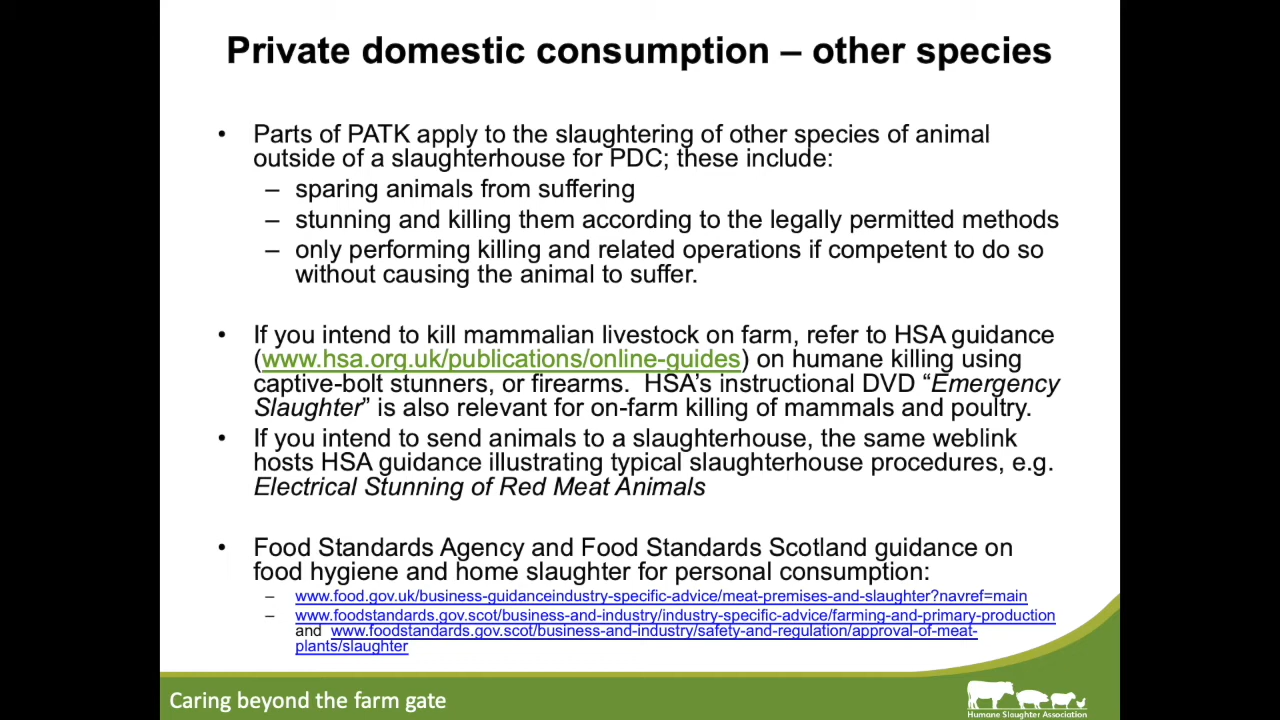 Private domestic consumption – other species
• Parts of PATK apply to the slaughtering of other species of animal
outside of a slaughterhouse for PDC; these include:
– sparing animals from suffering
– stunning and killing them according to the legally permitted methods
– only performing killing and related operations if competent to do so
without causing the animal to suffer.
• If you intend to kill mammalian livestock on farm, refer to HSA guidance
(www.hsa.org.uk/publications/online-guides) on humane killing using
captive-bolt stunners, or firearms. HSA's instructional DVD “Emergency
Slaughter” is also relevant for on-farm killing of mammals and poultry.
• If you intend to send animals to a slaughterhouse, the same weblink
hosts HSA guidance illustrating typical slaughterhouse procedures, e.g.
Electrical Stunning of Red Meat Animals
• Food Standards Agency and Food Standards Scotland guidance on
food hygiene and home slaughter for personal consumption:
– www.food.gov.uk/business-guidanceindustry-specific-advice/meat-premises-and-slaughter?navref=main
– www.foodstandards.gov.scot/business-and-industry/industry-specific-advice/farming-and-primary-production
and www.foodstandards.gov.scot/business-and-industry/safety-and-regulation/approval-of-meat-
plants/slaughter
Caring beyond the farm gate
Humane Slaughter Association